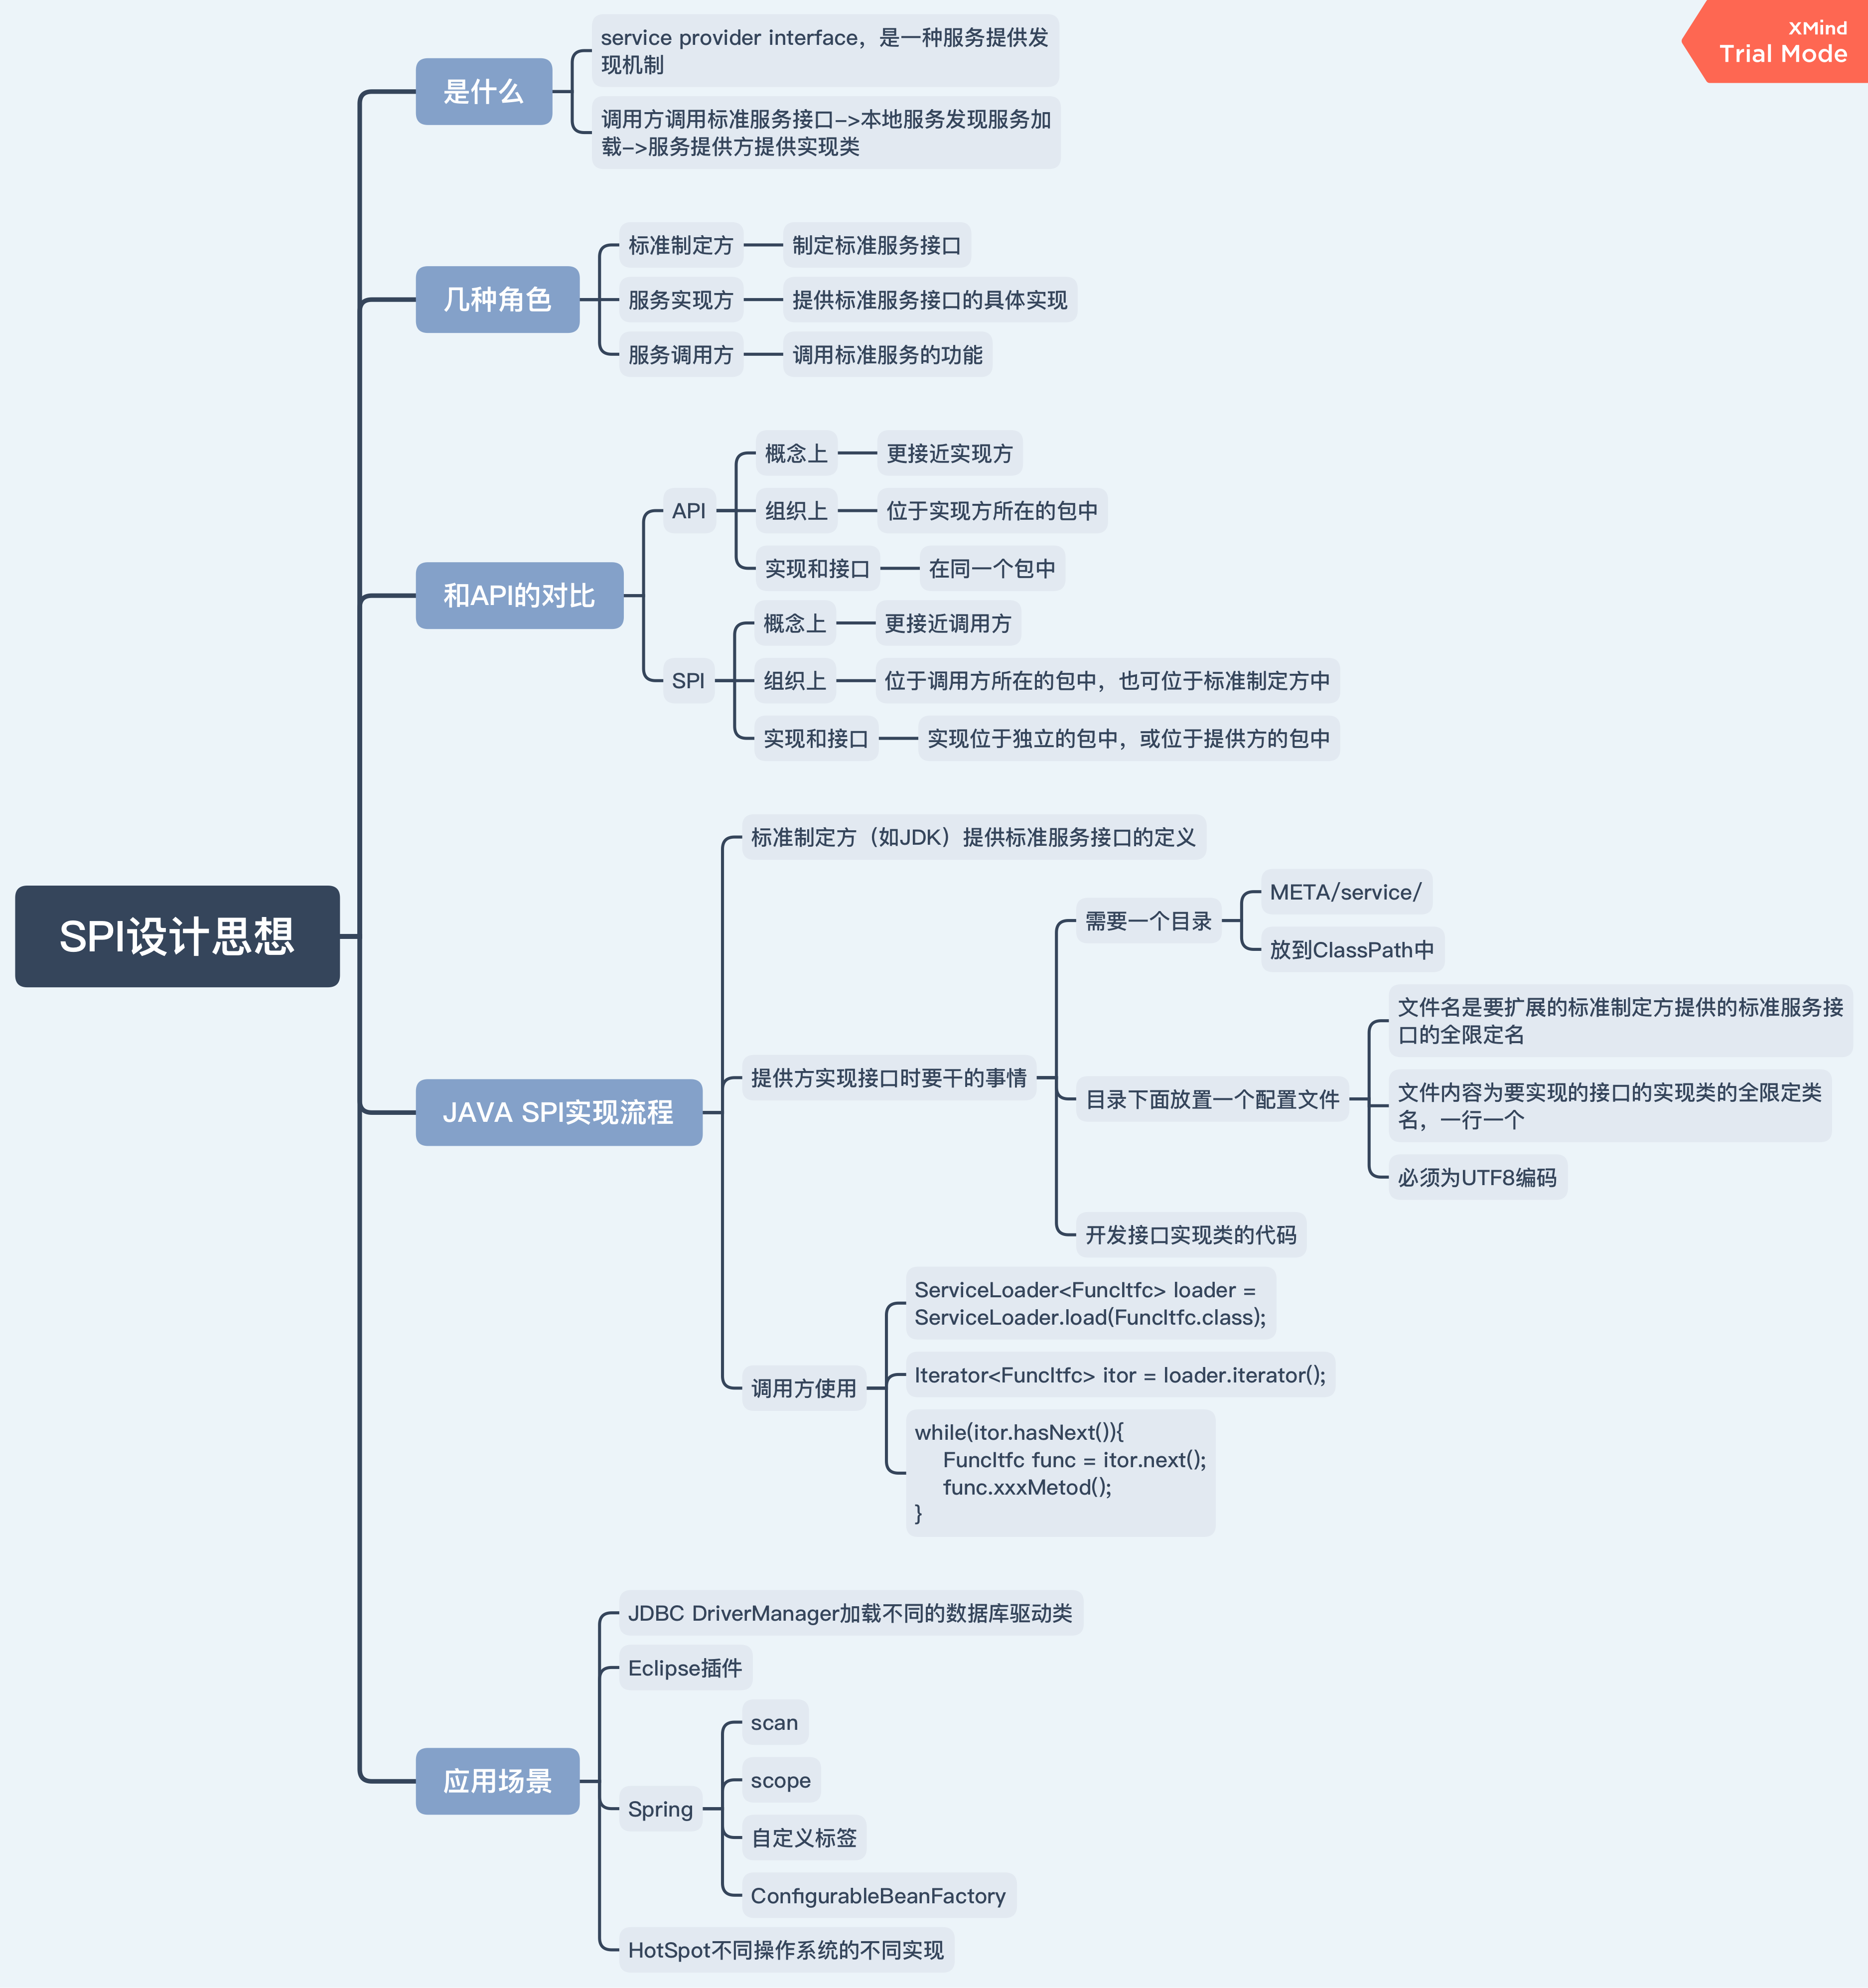 XMind
Trial Mode
SPI设计思想
是什么
service provider interface，是一种服务提供发
现机制
调用方调用标准服务接口->本地服务发现服务加
载->服务提供方提供实现类
几种角色
标准制定方
制定标准服务接口
服务实现方
提供标准服务接口的具体实现
服务调用方
调用标准服务的功能
和API的对比
API
概念上
更接近实现方
组织上
位于实现方所在的包中
实现和接口
在同一个包中
SPI
概念上
更接近调用方
组织上
位于调用方所在的包中，也可位于标准制定方中
实现和接口
实现位于独立的包中，或位于提供方的包中
JAVA SPI实现流程
标准制定方（如JDK）提供标准服务接口的定义
提供方实现接口时要干的事情
需要一个目录
META/service/
放到ClassPath中
目录下面放置一个配置文件
文件名是要扩展的标准制定方提供的标准服务接
口的全限定名
文件内容为要实现的接口的实现类的全限定类
名，一行一个
必须为UTF8编码
开发接口实现类的代码
调用方使用
ServiceLoader<FuncItfc> loader =
ServiceLoader.load(FuncItfc.class);
Iterator<FuncItfc> itor = loader.iterator();
while(itor.hasNext()){
FuncItfc func = itor.next();
func.xxxMetod();
}
应用场景
JDBC DriverManager加载不同的数据库驱动类
Eclipse插件
Spring
scan
scope
自定义标签
ConfigurableBeanFactory
HotSpot不同操作系统的不同实现